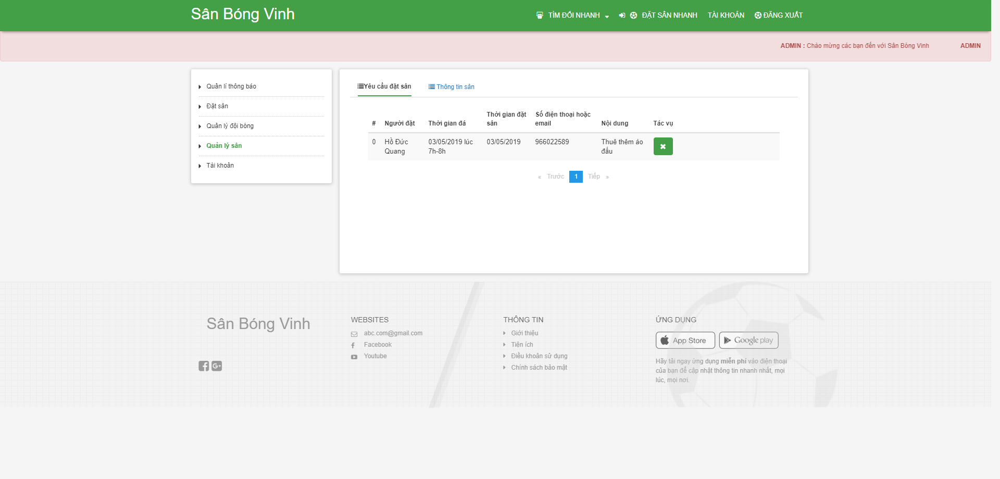 Sân Bóng Vinh
TÌM ĐỐI NHANH
ĐẶT SÂN NHANH
TÀI KHOẢN
ĐĂNG XUẤT
ADMIN : Chào mừng các bạn đến với Sân Bóng Vinh
ADMIN
Quản lí thông báo
Đặt sân
Quản lý đội bóng
Quản lý sân
Tài khoản
Yêu cầu đặt sân
Thông tin sân
# Người đặt Thời gian đá Thời gian đặt sân Số điện thoại hoặc email Nội dung Tác vụ
0 Hồ Đức Quang 03/05/2019 lúc 7h-8h 03/05/2019 966022589 Thuê thêm áo đấu
« Trước 1 Tiếp »
Sân Bóng Vinh
WEBSITES
abc.com@gmail.com
Facebook
Youtube
THÔNG TIN
Giới thiệu
Tiện ích
Điều khoản sử dụng
Chính sách bảo mật
ỨNG DỤNG
App Store
Google play
Hãy tải ngay ứng dụng miễn phí vào điện thoại
của bạn để cập nhật thông tin nhanh nhất, mọi
lúc, mọi nơi.